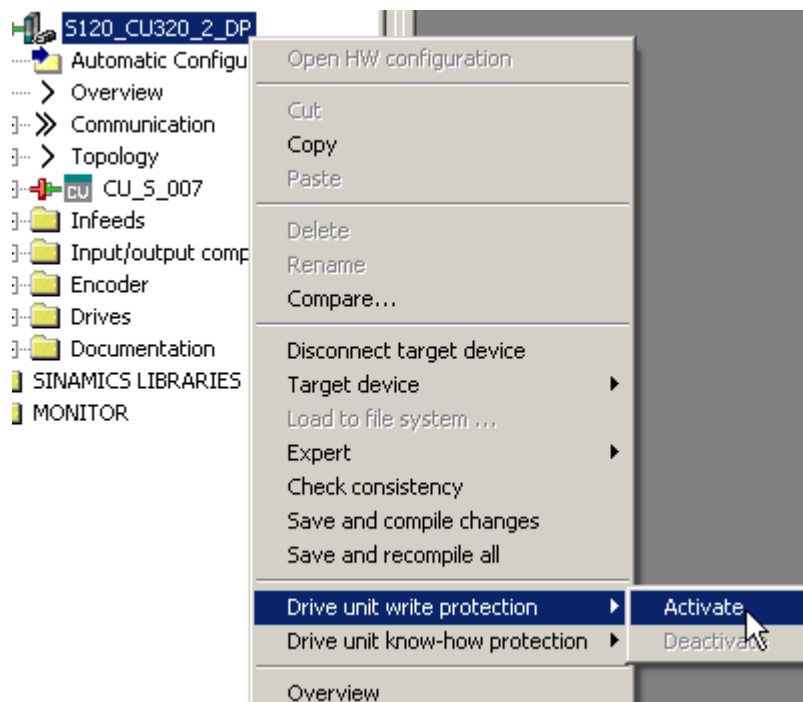 S120_CU320_2_DP
Automatic Configu
Overview
Communication
Topology
CU CU_S_007
Infeeds
Input/output comp
Encoder
Drives
Documentation
SINAMICS LIBRARIES
MONITOR
Open HW configuration
Cut
Copy
Paste
Delete
Rename
Compare...
Disconnect target device
Target device
Load to file system ...
Expert
Check consistency
Save and compile changes
Save and recompile all
Drive unit write protection
Drive unit know-how protection
Overview
Activate
Deactivate